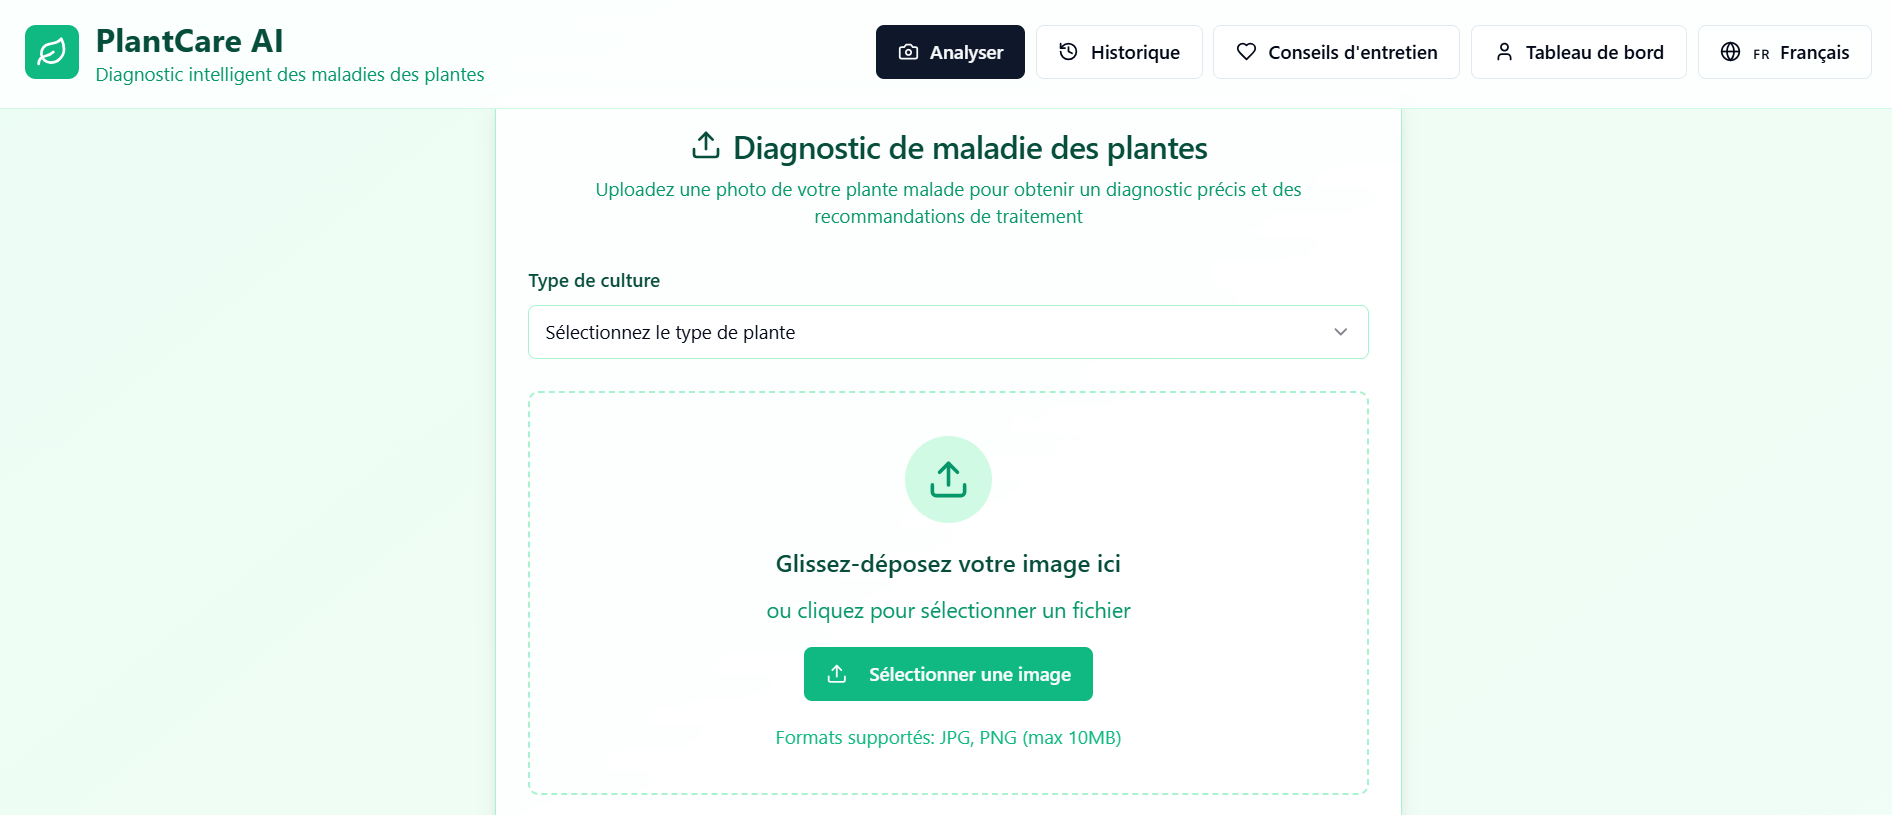 PlantCare AI
Diagnostic intelligent des maladies des plantes
Analyser
Historique
Conseils d'entretien
Tableau de bord
FR Français
Diagnostic de maladie des plantes
Uploadez une photo de votre plante malade pour obtenir un diagnostic précis et des
recommandations de traitement
Type de culture
Sélectionnez le type de plante
Glissez-déposez votre image ici
ou cliquez pour sélectionner un fichier
Sélectionner une image
Formats supportés: JPG, PNG (max 10MB)